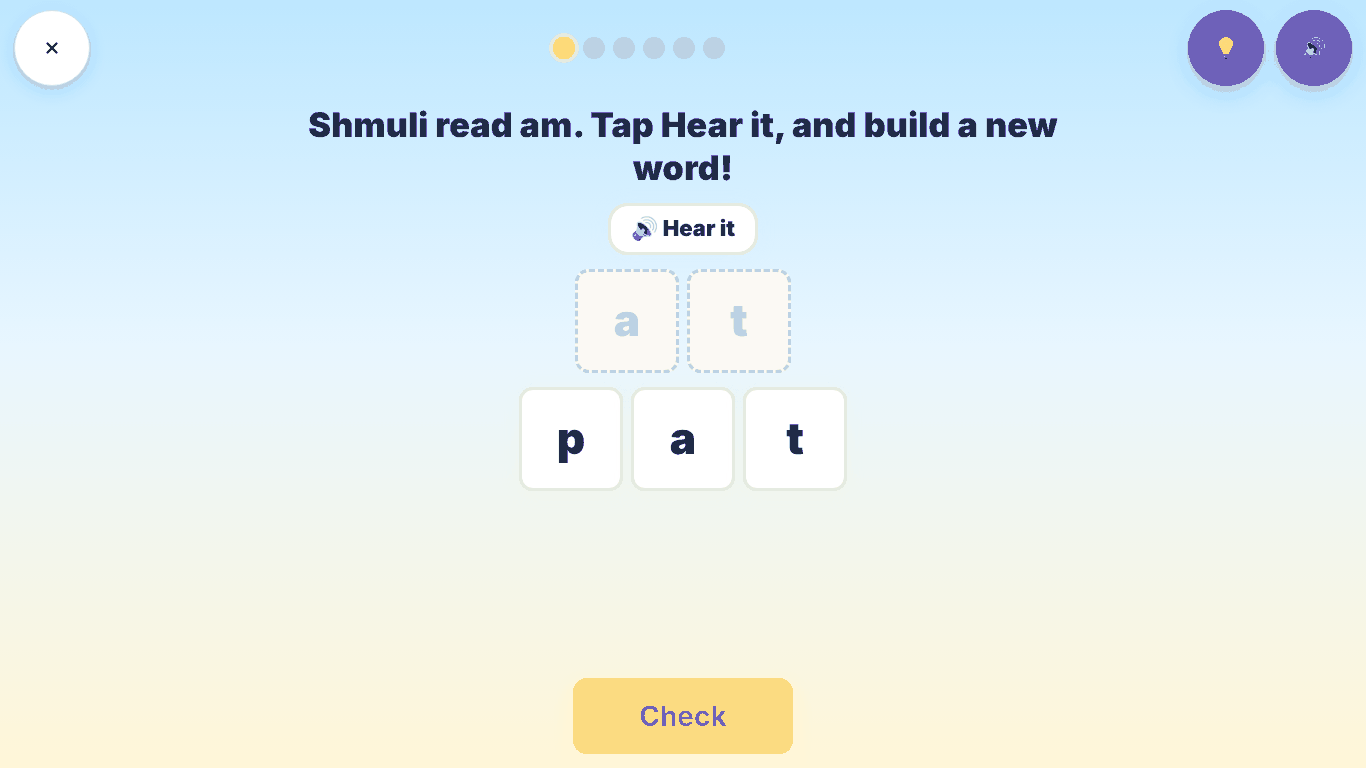 ×
Shmuli read am. Tap Hear it, and build a new
word!
🔊 Hear it
a t
p a t
Check